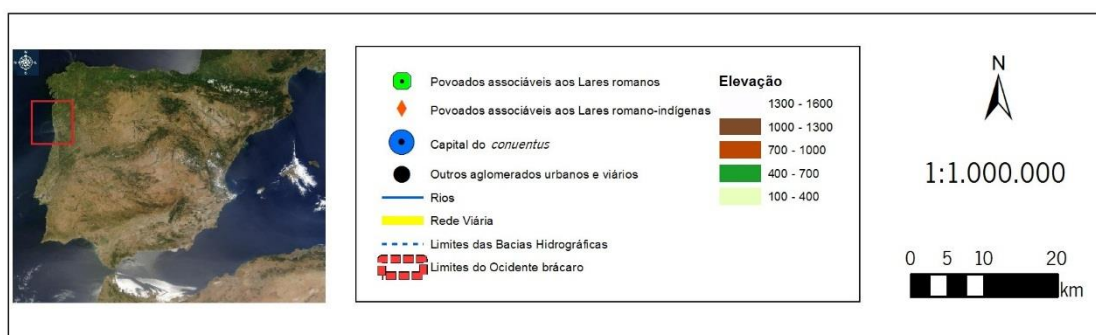 Povoados associáveis aos Lares romanos
Povoados associáveis aos Lares romano-indígenas
Capital do conuentus
Outros aglomerados urbanos e viários
Rios
Rede Viária
Limites das Bacias Hidrográficas
Limites do Ocidente brácaro
Elevação
1300 - 1600
1000 - 1300
700 - 1000
400 - 700
100 - 400
N
1:1.000.000
0 5 10 20
km